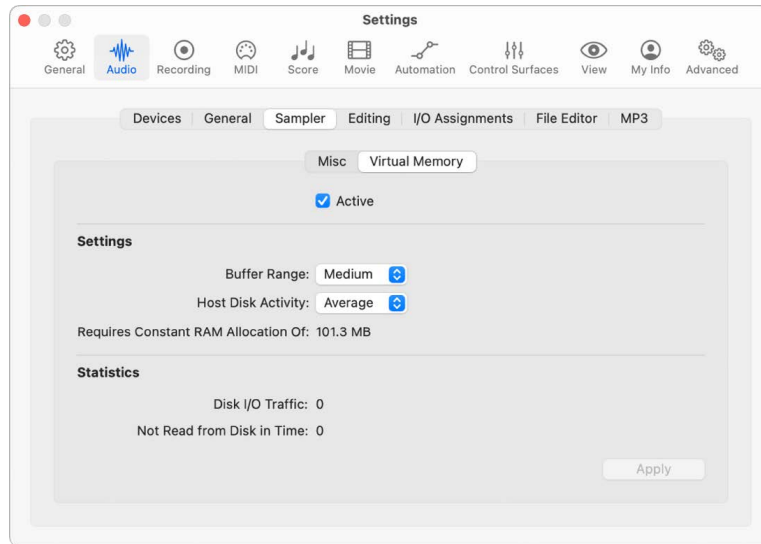 Settings
General Audio Recording MIDI Score Movie Automation Control Surfaces View My Info Advanced
Devices General Sampler Editing I/O Assignments File Editor MP3
Misc Virtual Memory
Active
Settings
Buffer Range: Medium
Host Disk Activity: Average
Requires Constant RAM Allocation Of: 101.3 MB
Statistics
Disk I/O Traffic: 0
Not Read from Disk in Time: 0
Apply